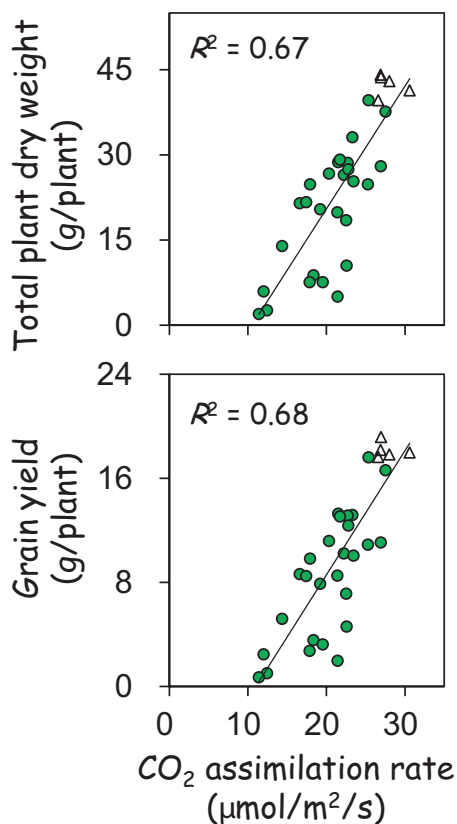 Total plant dry weight
(g/plant)
45
30
15
0
R² = 0.67
Grain yield
(g/plant)
24
16
8
0
R² = 0.68
0 10 20 30
CO₂ assimilation rate
(μmol/m²/s)